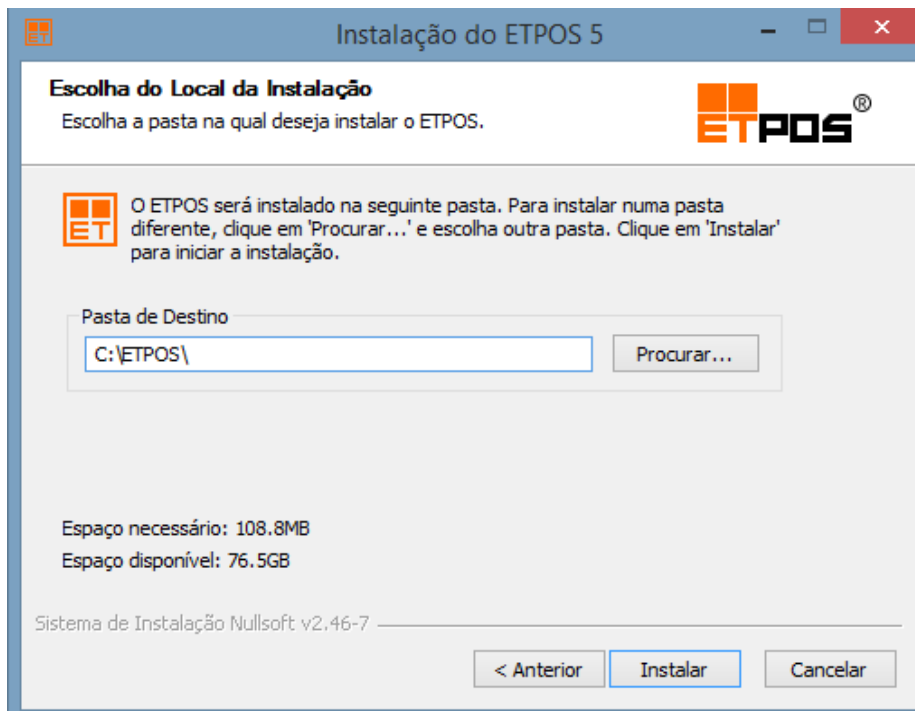 ET
Instalação do ETPOS 5
Escolha do Local da Instalação
Escolha a pasta na qual deseja instalar o ETPOS.
ETPOS®
ET
O ETPOS será instalado na seguinte pasta. Para instalar numa pasta
diferente, clique em 'Procurar...' e escolha outra pasta. Clique em 'Instalar'
para iniciar a instalação.
Pasta de Destino
C:\ETPOS\
Procurar...
Espaço necessário: 108.8MB
Espaço disponível: 76.5GB
Sistema de Instalação Nullsoft v2.46-7
< Anterior
Instalar
Cancelar